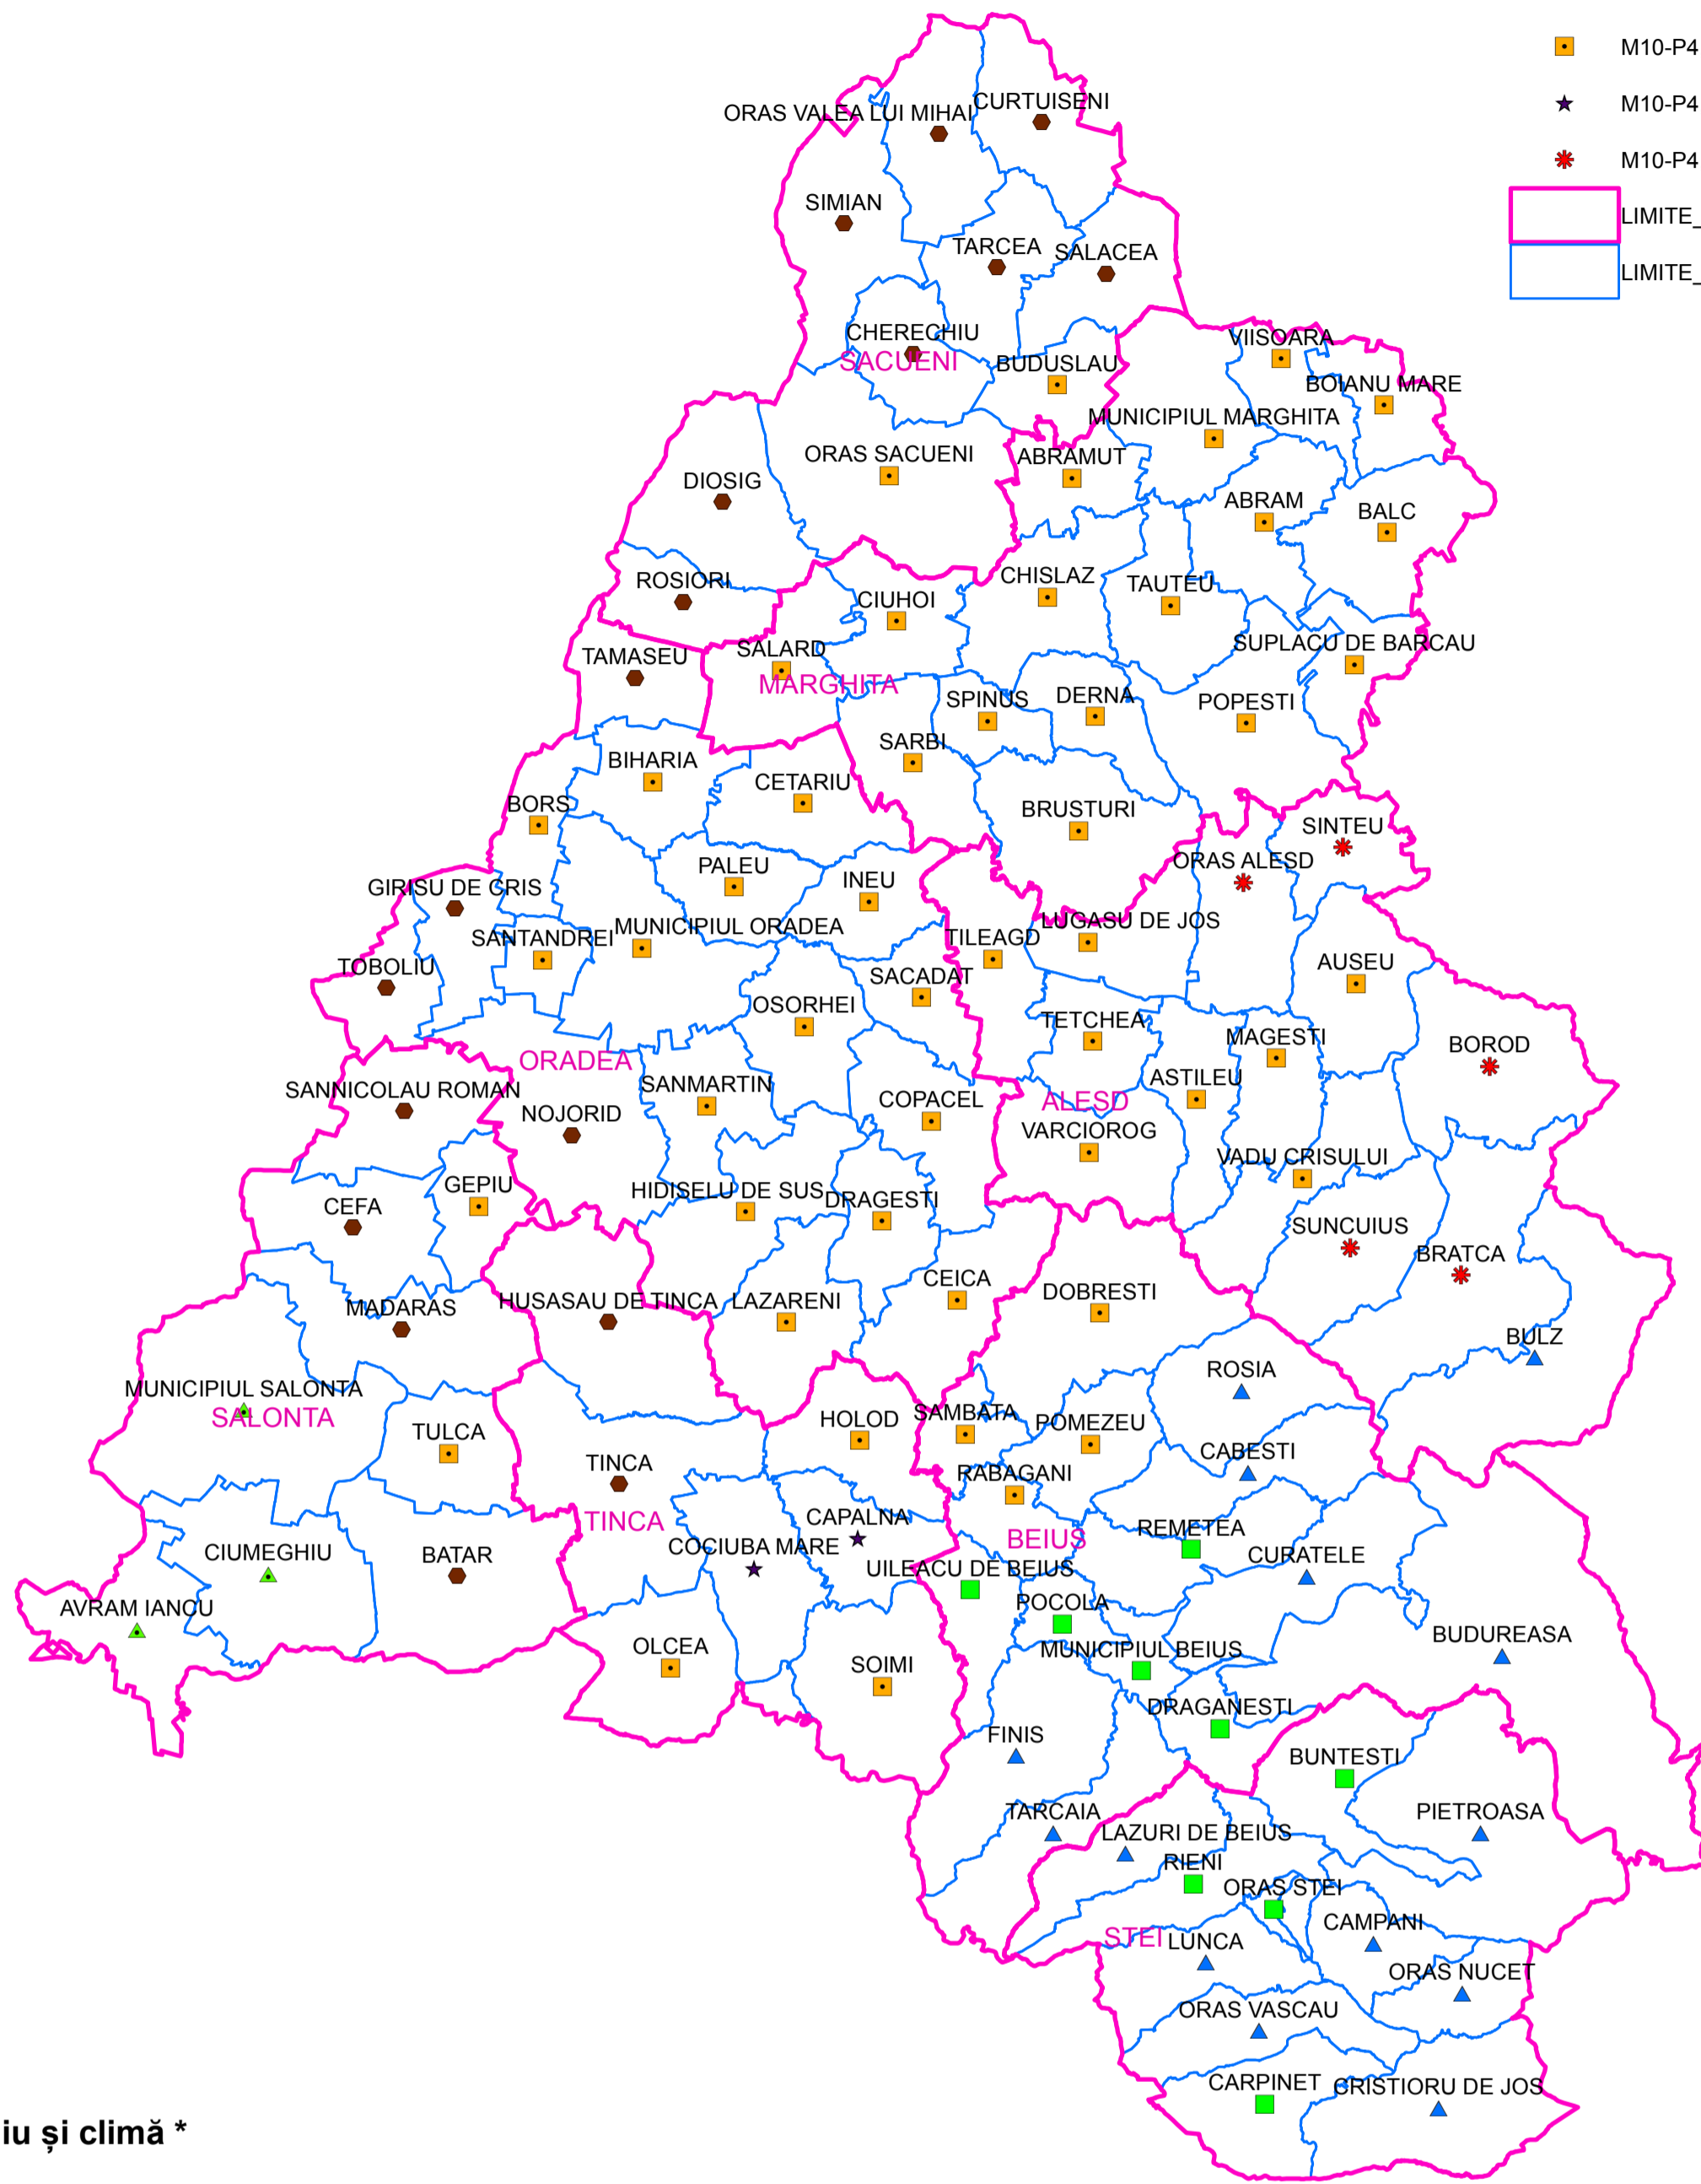 M10-P4
M10-P4
M10-P4
LIMITE_
LIMITE_
CURTUISENI
ORAS VALEA LUI MIHAI
SIMIAN
TARCEA
SALACEA
CHERECHIU
VIISOARA
SACUENI
BUDUSLAU
BOIANU MARE
MUNICIPIUL MARGHITA
ORAS SACUENI
ABRAMUT
DIOSIG
ABRAM
BALC
CHISLAZ
ROSIORI
TAUTEU
CIUHOI
SUPLACU DE BARCAU
SALARD
TAMASEU
MARGHITA
SPINUS
DERNA
POPESTI
SARBI
BIHARIA
CETARIU
BORS
BRUSTURI
SINTEU
ORAS ALESD
PALEU
INEU
GIRISU DE CRIS
LUGASU DE JOS
MUNICIPIUL ORADEA
SANTANDREI
TILEAGD
TOBOLIU
AUSEU
SACADAT
OSORHEI
TETCHEA
MAGESTI
BOROD
ORADEA
SANMARTIN
ASTILEU
SANNICOLAU ROMAN
COPACEL
ALESD
NOJORID
VARCIOROG
VADU CRISULUI
GEPIU
HIDISELU DE SUS
DRAGESTI
CEFA
SUNCUIUS
BRATCA
CEICA
DOBRESTI
HUSASAU DE TINCA
LAZARENI
MADARAS
BULZ
ROSIA
MUNICIPIUL SALONTA
SALONTA
HOLOD
SAMBATA
POMEZEU
TULCA
CABESTI
TINCA
RABAGANI
CAPALNA
TINCA
REMETEA
BEIUS
COCIUBA MARE
CIUMEGHIU
BATAR
CURATELE
UILEACU DE BEIUS
AVRAM IANCU
POCOLA
BUDUREASA
OLCEA
MUNICIPIUL BEIUS
SOIMI
DRAGANESTI
FINIS
BUNTESTI
TARCAIA
PIETROASA
LAZURI DE BEIUS
RIENI
ORAS STEI
CAMPANI
STEI
LUNCA
ORAS NUCET
ORAS VASCAU
CARPINET
CRISTIORU DE JOS
iu și climă *